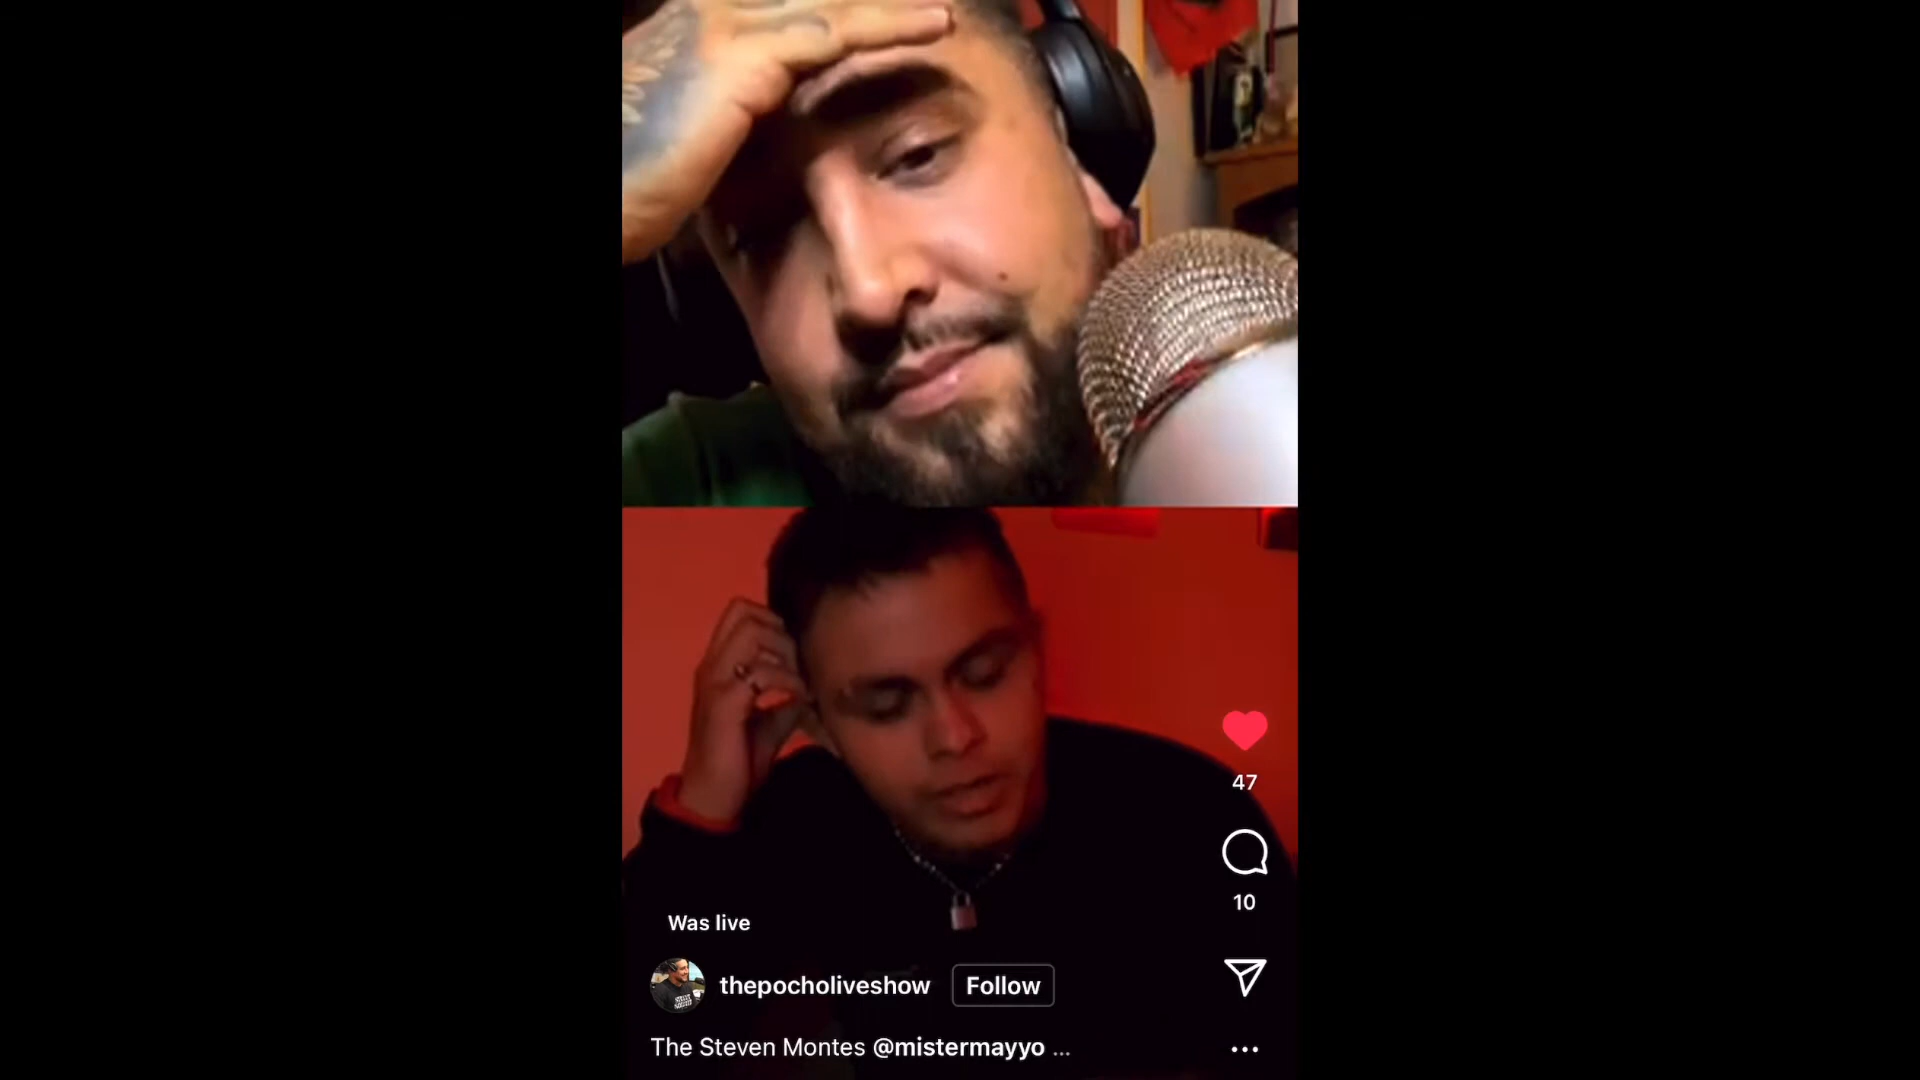 47
10
Was live
thepocholiveshow Follow
The Steven Montes @mistermayyo ...